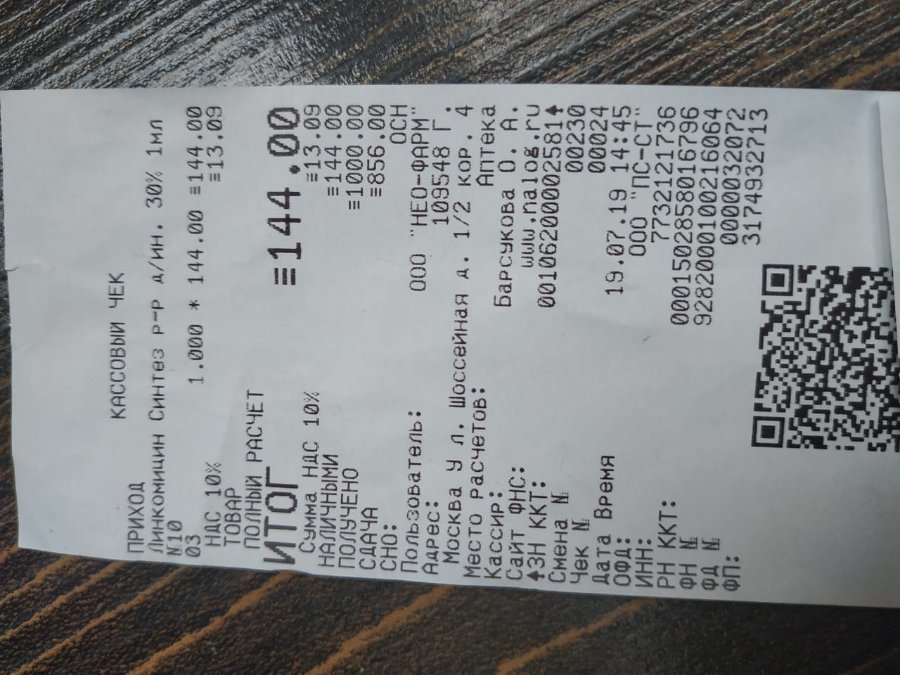 КАССОВЫЙ ЧЕК
ПРИХОД
Линкомицин Синтез р-р д/ин. 30% 1мл
N10
03 1.000 * 144.00 ≡144.00
НДС 10% ≡13.09
ТОВАР
ПОЛНЫЙ РАСЧЕТ
ИТОГ ≡144.00
Сумма НДС 10% ≡13.09
НАЛИЧНЫМИ ≡144.00
ПОЛУЧЕНО ≡1000.00
СДАЧА ≡856.00
СНО: ОСН
Пользователь: ООО "НЕО-ФАРМ"
Адрес: 109548 Г.
Москва Ул. Шоссейная д. 1/2 кор. 4
Место Расчетов: Аптека
Кассир: Барсукова О. А.
Сайт ФНС: www.nalog.ru
↑ЗН ККТ: 00106200002581↑
Смена № 00230
Чек № 00024
Дата Время 19.07.19 14:45
ОФД: ООО "ПС-СТ"
ИНН: 7732121736
РН ККТ: 0001502858016796
ФН № 9282000100216064
ФД № 0000032072
ФП: 3174932713